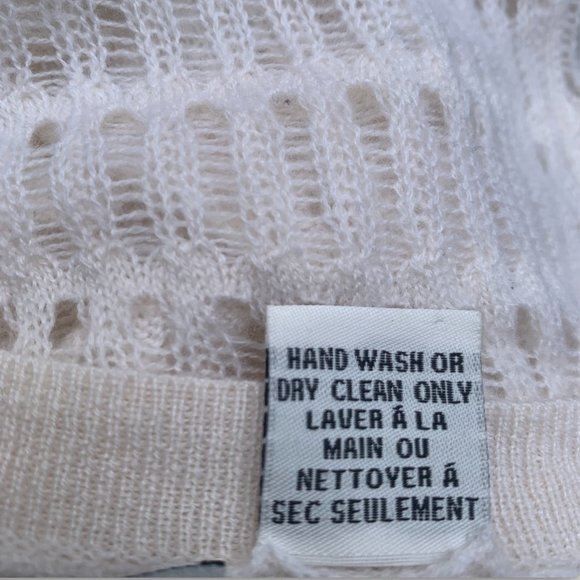 HAND WASH OR
DRY CLEAN ONLY
LAVER Á LA
MAIN OU
NETTOYER Á
SEC SEULEMENT